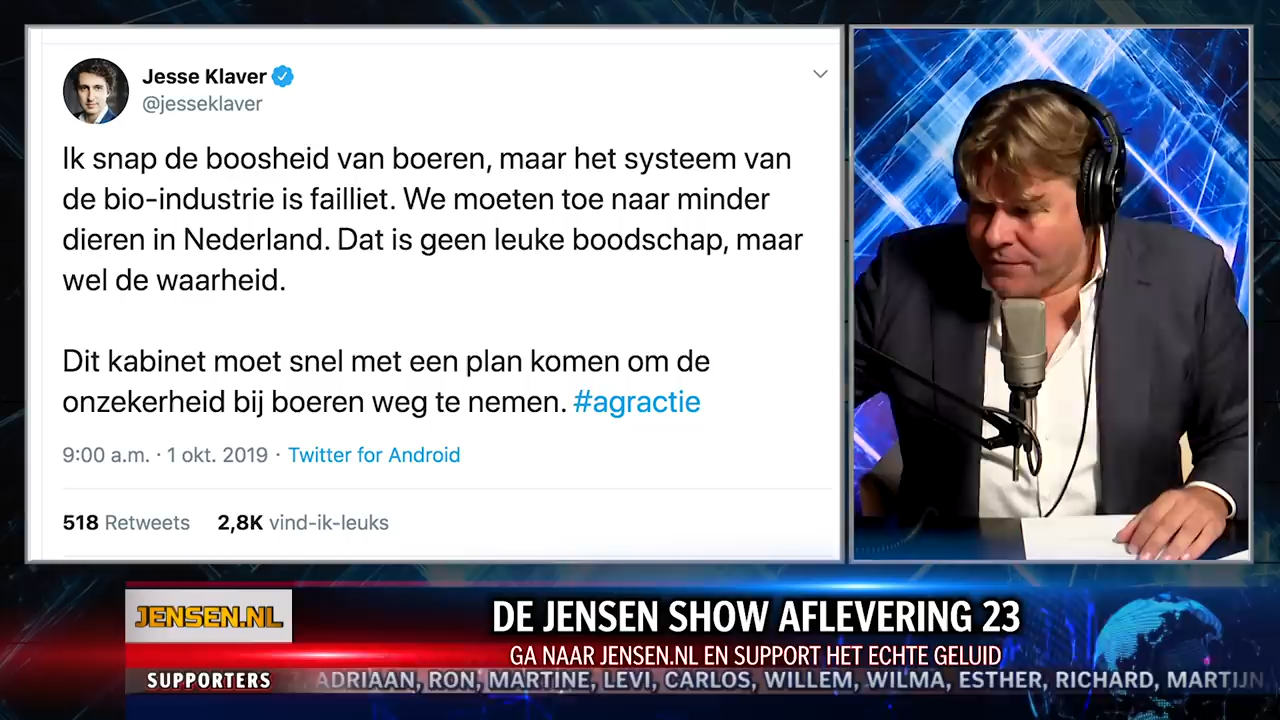 Jesse Klaver
@jesseklaver
Ik snap de boosheid van boeren, maar het systeem van
de bio-industrie is failliet. We moeten toe naar minder
dieren in Nederland. Dat is geen leuke boodschap, maar
wel de waarheid.
Dit kabinet moet snel met een plan komen om de
onzekerheid bij boeren weg te nemen. #agractie
9:00 a.m. · 1 okt. 2019 · Twitter for Android
518 Retweets 2,8K vind-ik-leuks
JENSEN.NL
DE JENSEN SHOW AFLEVERING 23
GA NAAR JENSEN.NL EN SUPPORT HET ECHTE GELUID
SUPPORTERS ADRIAAN, RON, MARTINE, LEVI, CARLOS, WILLEM, WILMA, ESTHER, RICHARD, MARTIJN